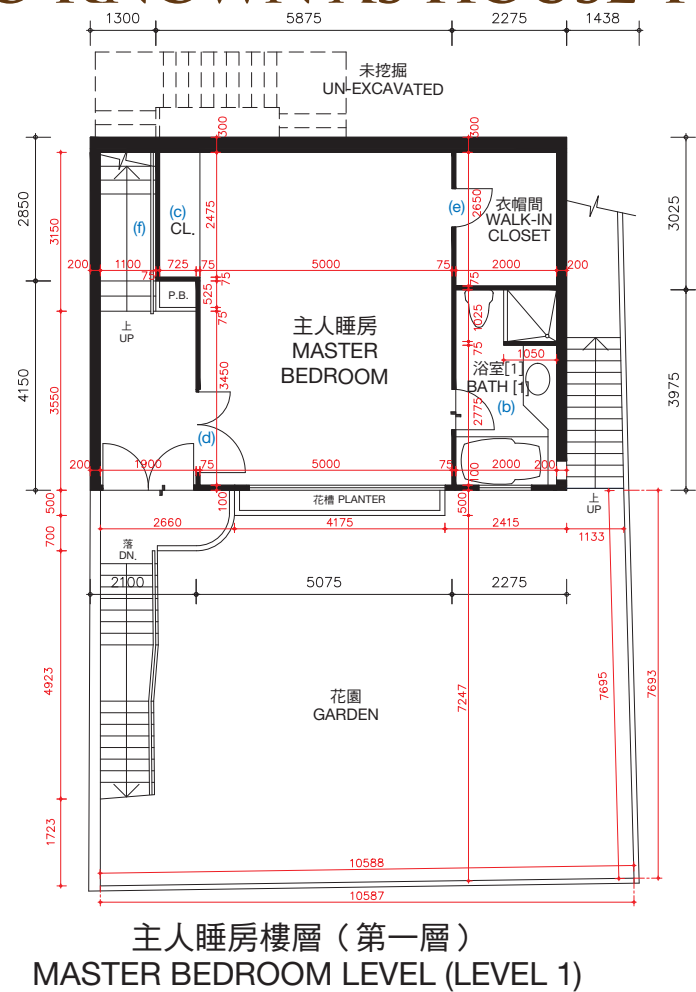 1300 5875 2275 1438
未挖掘
UN-EXCAVATED
300 300
2850 3150 2475 2650 3025
(f) (c) (e)
CL.
衣帽間
WALK-IN
CLOSET
200 1100 725 75 5000 75 2000 200
75 75 75
P.B. 525
75
上
UP
主人睡房
MASTER
BEDROOM
1025
75
1050
浴室[1]
BATH [1]
(b)
4150 3550 3450 2775 3975
(d)
200 1900 75 5000 75 2000 200
100 100
花槽 PLANTER
上
UP
500 500
700
2660 4175 2415 1133
落
DN.
2100 5075 2275
4923 7247 7695 7693
花園
GARDEN
1723
10588
10587
主人睡房樓層（第一層）
MASTER BEDROOM LEVEL (LEVEL 1)